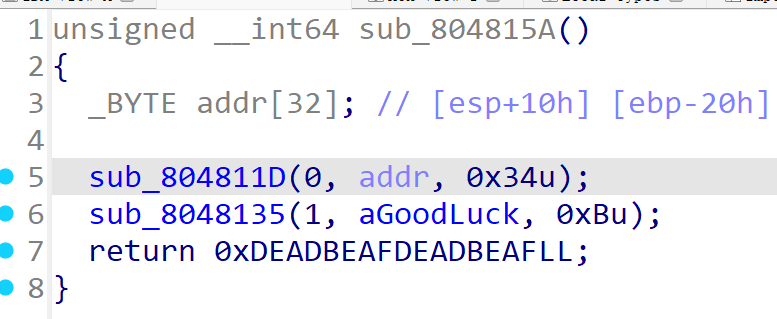 1 unsigned __int64 sub_804815A()
2 {
3 _BYTE addr[32]; // [esp+10h] [ebp-20h]
4
5 sub_804811D(0, addr, 0x34u);
6 sub_8048135(1, aGoodLuck, 0xBu);
7 return 0xDEADBEAFDEADBEAFLL;
8 }